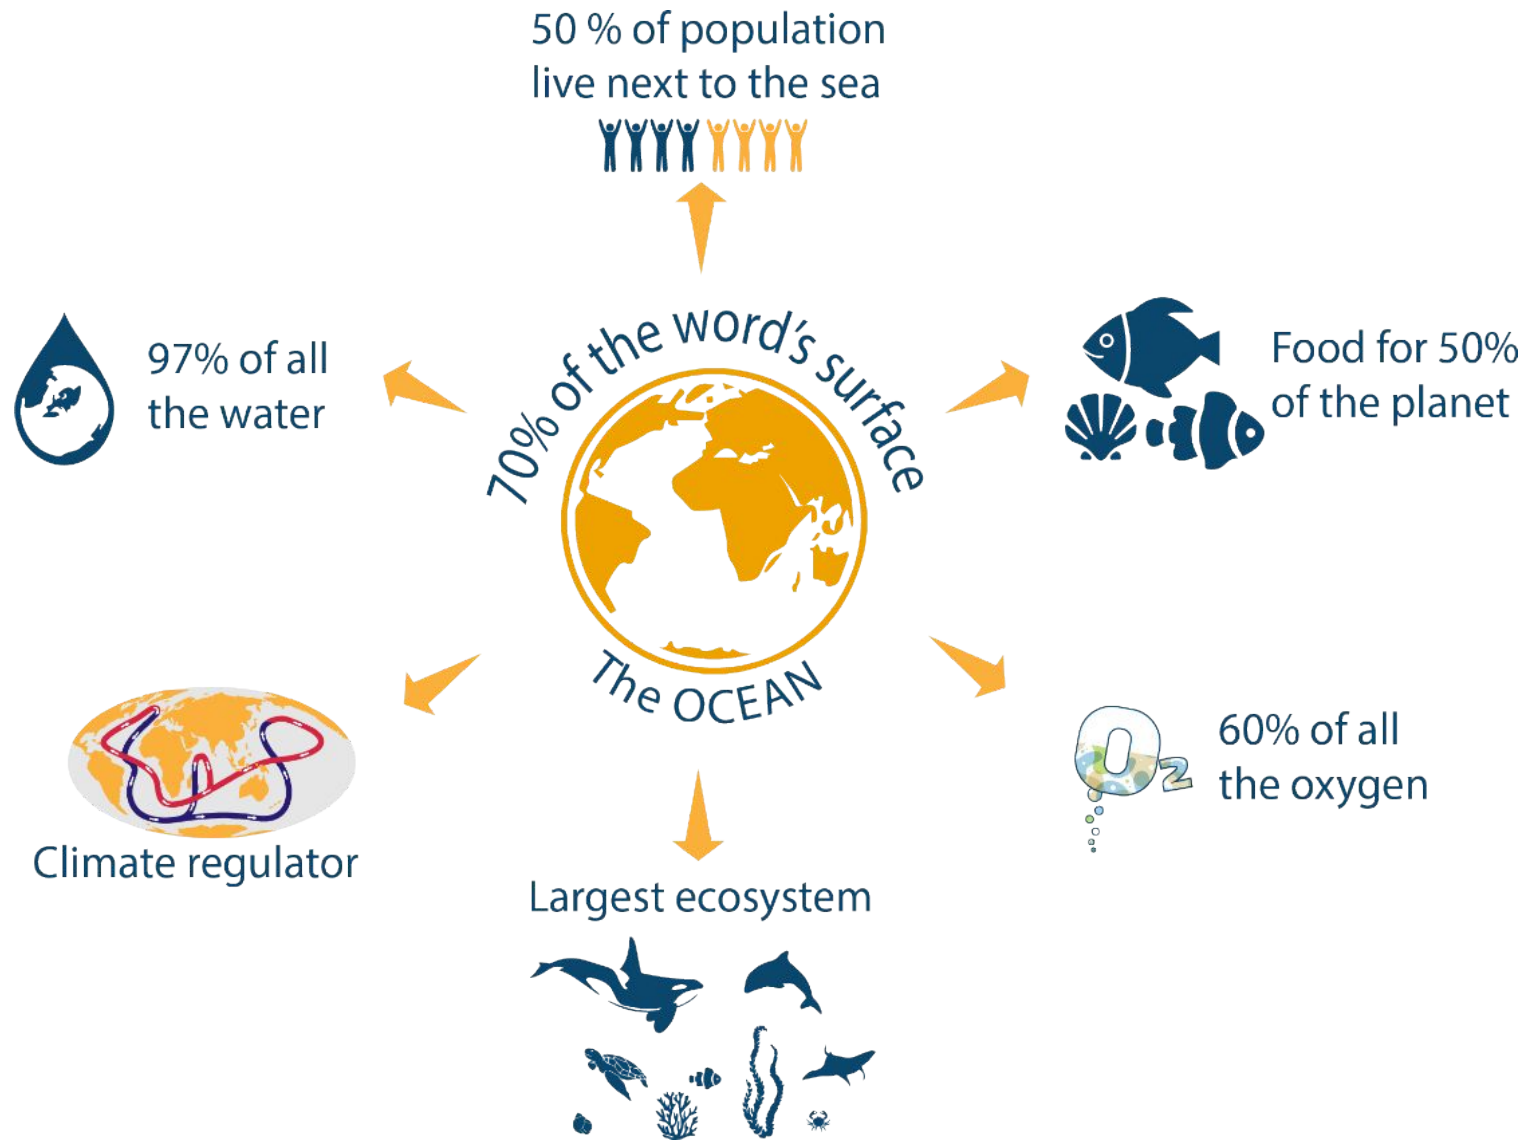 50 % of population
live next to the sea
97% of all
the water
70% of the word's surface
Food for 50%
of the planet
The OCEAN
Climate regulator
O2
60% of all
the oxygen
Largest ecosystem